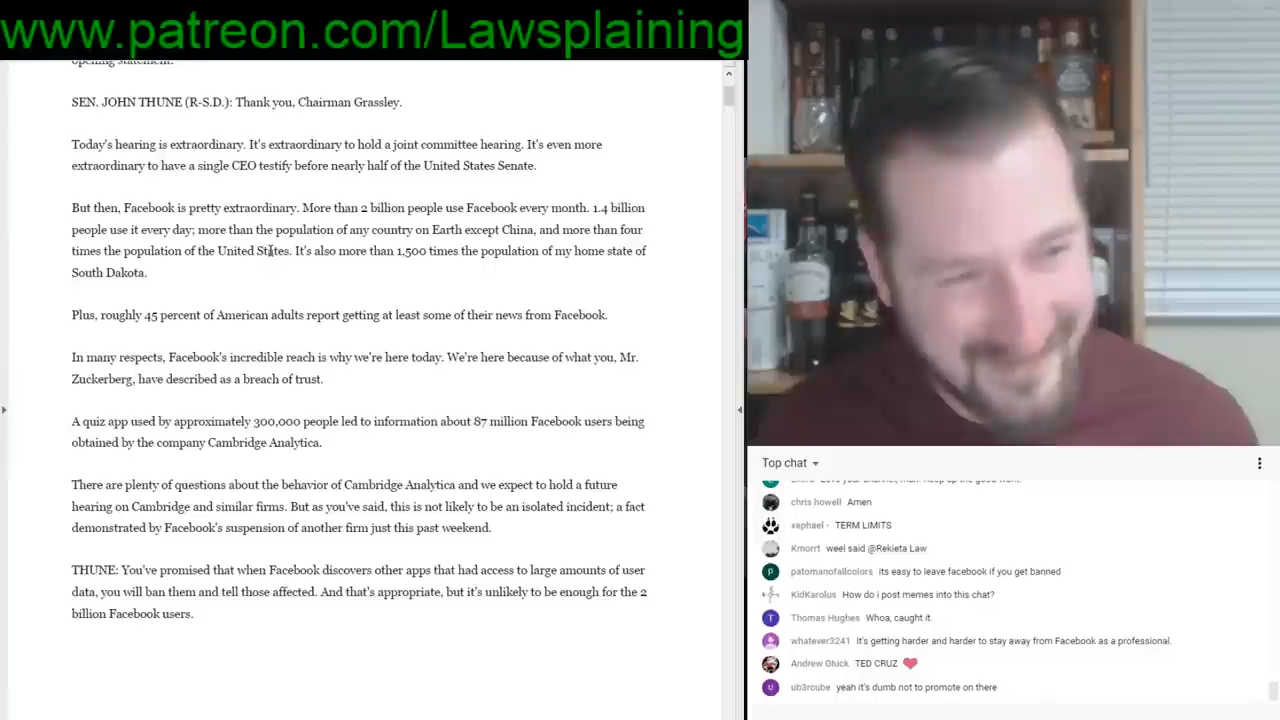 www.patreon.com/Lawsplaining
opening statement.
SEN. JOHN THUNE (R-S.D.): Thank you, Chairman Grassley.
Today's hearing is extraordinary. It's extraordinary to hold a joint committee hearing. It's even more
extraordinary to have a single CEO testify before nearly half of the United States Senate.
But then, Facebook is pretty extraordinary. More than 2 billion people use Facebook every month. 1.4 billion
people use it every day; more than the population of any country on Earth except China, and more than four
times the population of the United States. It's also more than 1,500 times the population of my home state of
South Dakota.
Plus, roughly 45 percent of American adults report getting at least some of their news from Facebook.
In many respects, Facebook's incredible reach is why we're here today. We're here because of what you, Mr.
Zuckerberg, have described as a breach of trust.
A quiz app used by approximately 300,000 people led to information about 87 million Facebook users being
obtained by the company Cambridge Analytica.
There are plenty of questions about the behavior of Cambridge Analytica and we expect to hold a future
hearing on Cambridge and similar firms. But as you've said, this is not likely to be an isolated incident; a fact
demonstrated by Facebook's suspension of another firm just this past weekend.
THUNE: You've promised that when Facebook discovers other apps that had access to large amounts of user
data, you will ban them and tell those affected. And that's appropriate, but it's unlikely to be enough for the 2
billion Facebook users.
Top chat
chris howell Amen
xephael - TERM LIMITS
Kmorrt weel said @Rekieta Law
patomanofallcolors its easy to leave facebook if you get banned
KidKarolus How do i post memes into this chat?
Thomas Hughes Whoa, caught it.
whatever3241 It's getting harder and harder to stay away from Facebook as a professional.
Andrew Gluck TED CRUZ
ub3rcube yeah it's dumb not to promote on there